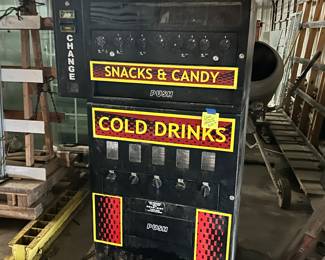 CHANGE
SNACKS & CANDY
PUSH
COLD DRINKS
PUSH